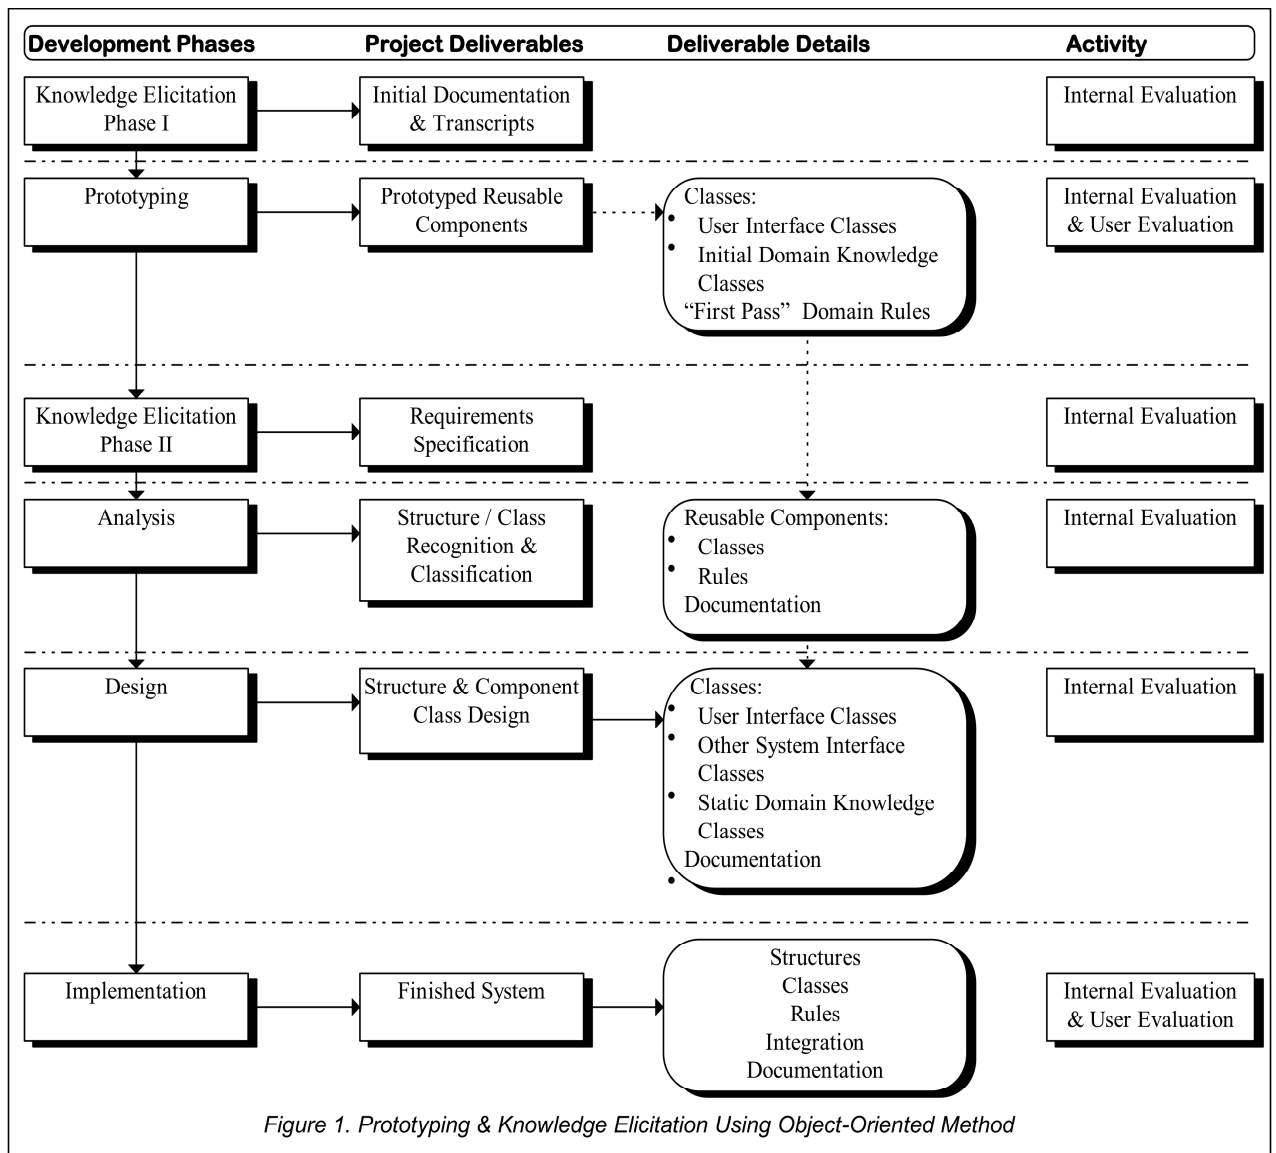 Development Phases Project Deliverables Deliverable Details Activity
Knowledge Elicitation
Phase I
Initial Documentation
& Transcripts
Internal Evaluation
Prototyping
Prototyped Reusable
Components
Classes:
• User Interface Classes
• Initial Domain Knowledge
Classes
“First Pass” Domain Rules
Internal Evaluation
& User Evaluation
Knowledge Elicitation
Phase II
Requirements
Specification
Internal Evaluation
Analysis
Structure / Class
Recognition &
Classification
Reusable Components:
• Classes
• Rules
Documentation
Internal Evaluation
Design
Structure & Component
Class Design
Classes:
• User Interface Classes
• Other System Interface
Classes
• Static Domain Knowledge
Classes
Documentation
•
Internal Evaluation
Implementation
Finished System
Structures
Classes
Rules
Integration
Documentation
Internal Evaluation
& User Evaluation
Figure 1. Prototyping & Knowledge Elicitation Using Object-Oriented Method